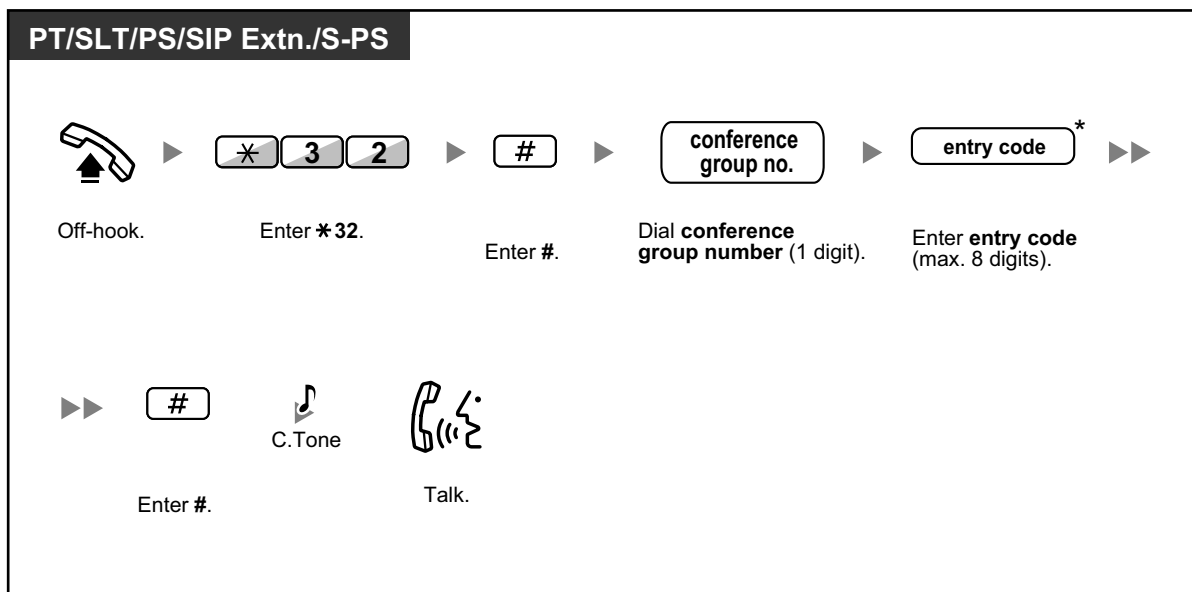 PT/SLT/PS/SIP Extn./S-PS
* 3 2
#
conference
group no.
entry code*
Off-hook.
Enter *32.
Enter #.
Dial conference
group number (1 digit).
Enter entry code
(max. 8 digits).
#
C.Tone
Enter #.
Talk.